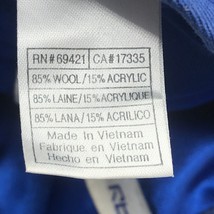 RN#69421 CA#17335
85% WOOL/15% ACRYLIC
85% LAINE/15% ACRYLIQUE
85% LANA/15% ACRILICO
Made In Vietnam
Fabrique en Vietnam
Hecho en Vietnam